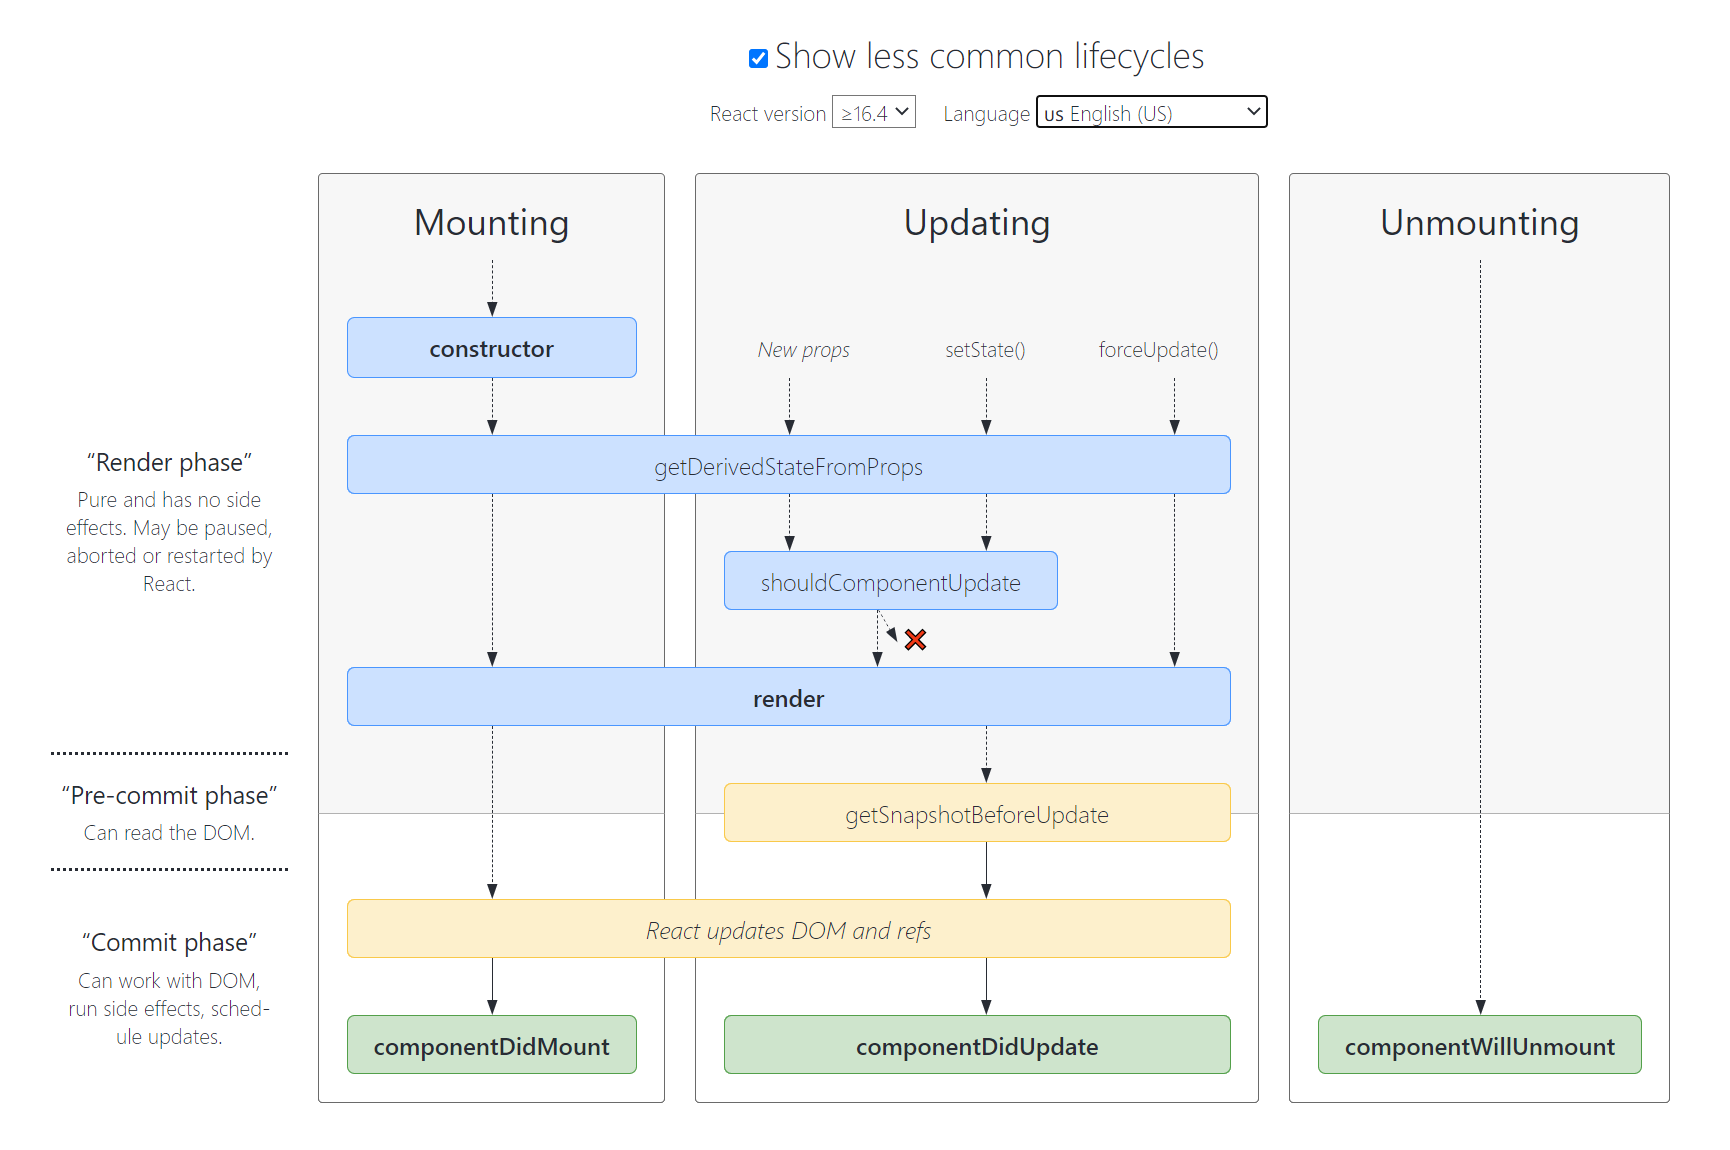 Show less common lifecycles
React version ≥16.4 Language us English (US)
Mounting
Updating
Unmounting
constructor
New props
setState()
forceUpdate()
“Render phase”
Pure and has no side
effects. May be paused,
aborted or restarted by
React.
getDerivedStateFromProps
shouldComponentUpdate
render
“Pre-commit phase”
Can read the DOM.
getSnapshotBeforeUpdate
“Commit phase”
Can work with DOM,
run side effects, sched-
ule updates.
React updates DOM and refs
componentDidMount
componentDidUpdate
componentWillUnmount